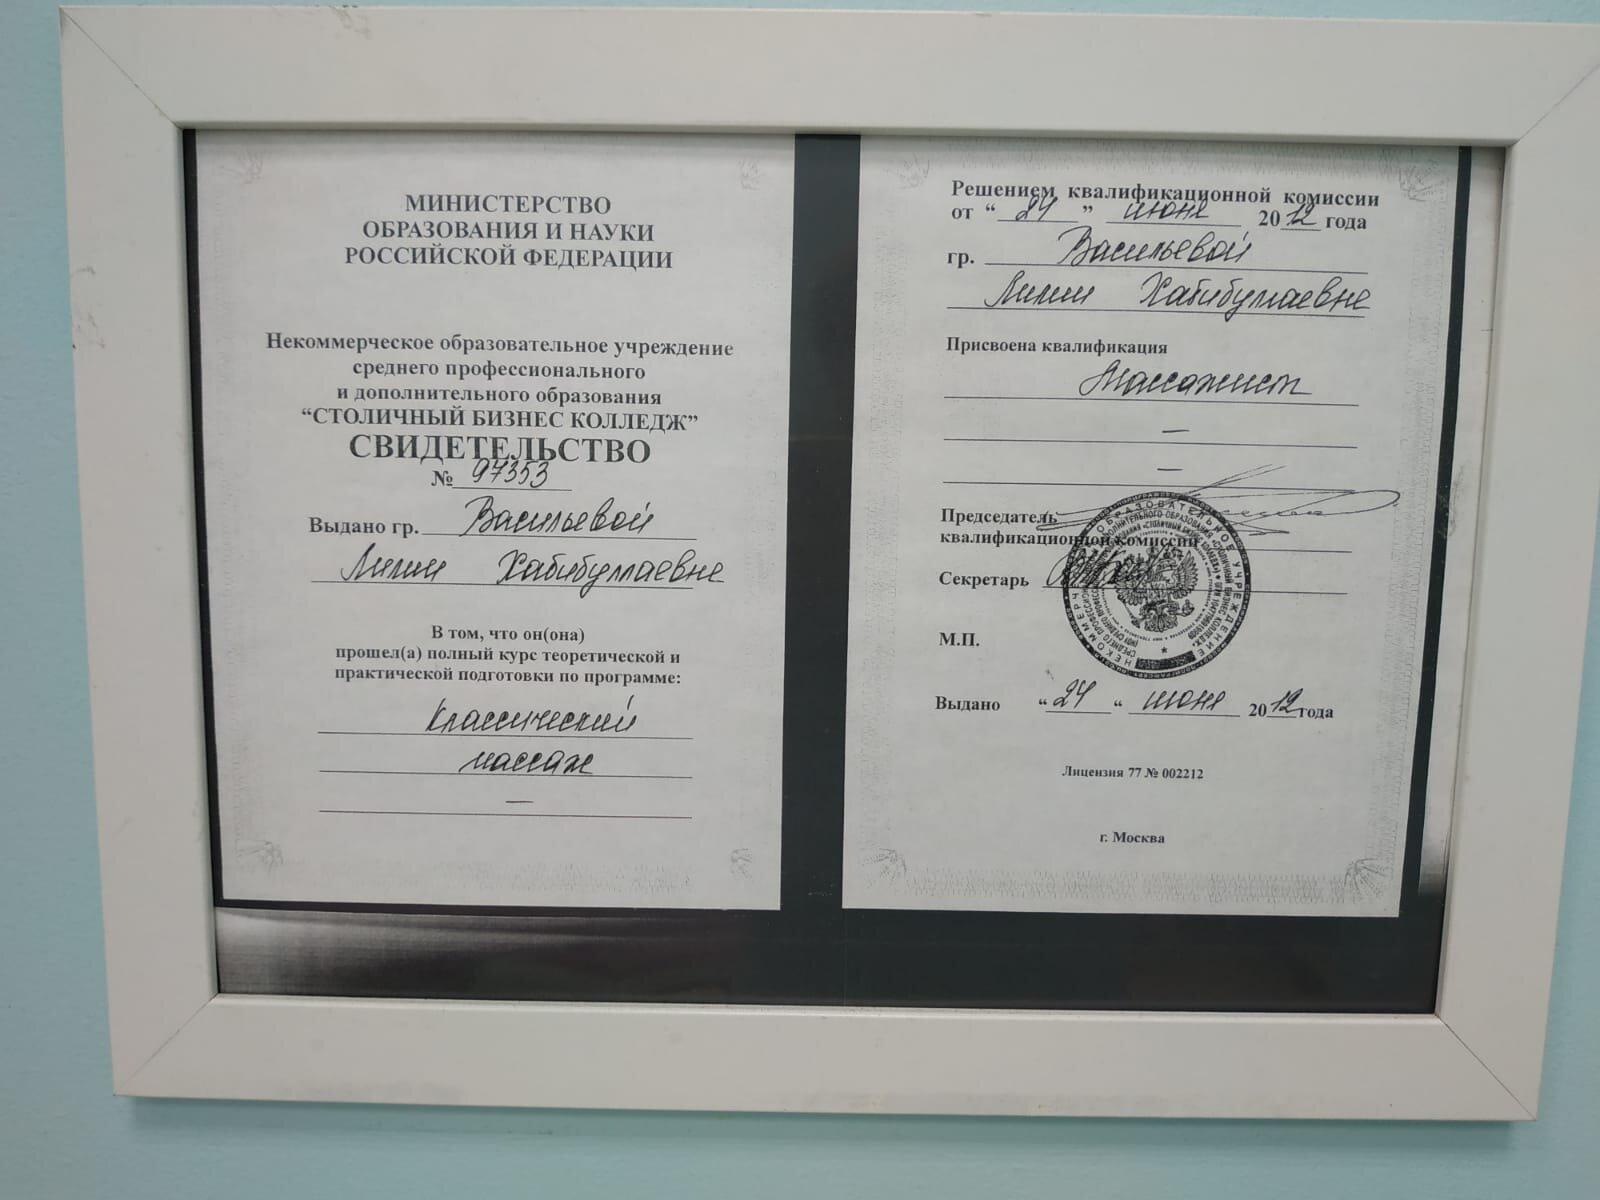 МИНИСТЕРСТВО
ОБРАЗОВАНИЯ И НАУКИ
РОССИЙСКОЙ ФЕДЕРАЦИИ
Некоммерческое образовательное учреждение
среднего профессионального
и дополнительного образования
“СТОЛИЧНЫЙ БИЗНЕС КОЛЛЕДЖ”
СВИДЕТЕЛЬСТВО
№ 97353
Выдано гр. Васильевой
Лилии Хабибуллаевне
В том, что он(она)
прошел(а) полный курс теоретической и
практической подготовки по программе:
Классический
массаж
—
Решением квалификационной комиссии
от “ 24 ” июня 2012 года
гр. Васильевой
Лилии Хабибуллаевне
Присвоена квалификация
Массажист
—
—
Председатель
квалификационной комиссии
Секретарь
М.П.
Выдано “ 24 “ июня 2012 года
Лицензия 77 № 002212
г. Москва